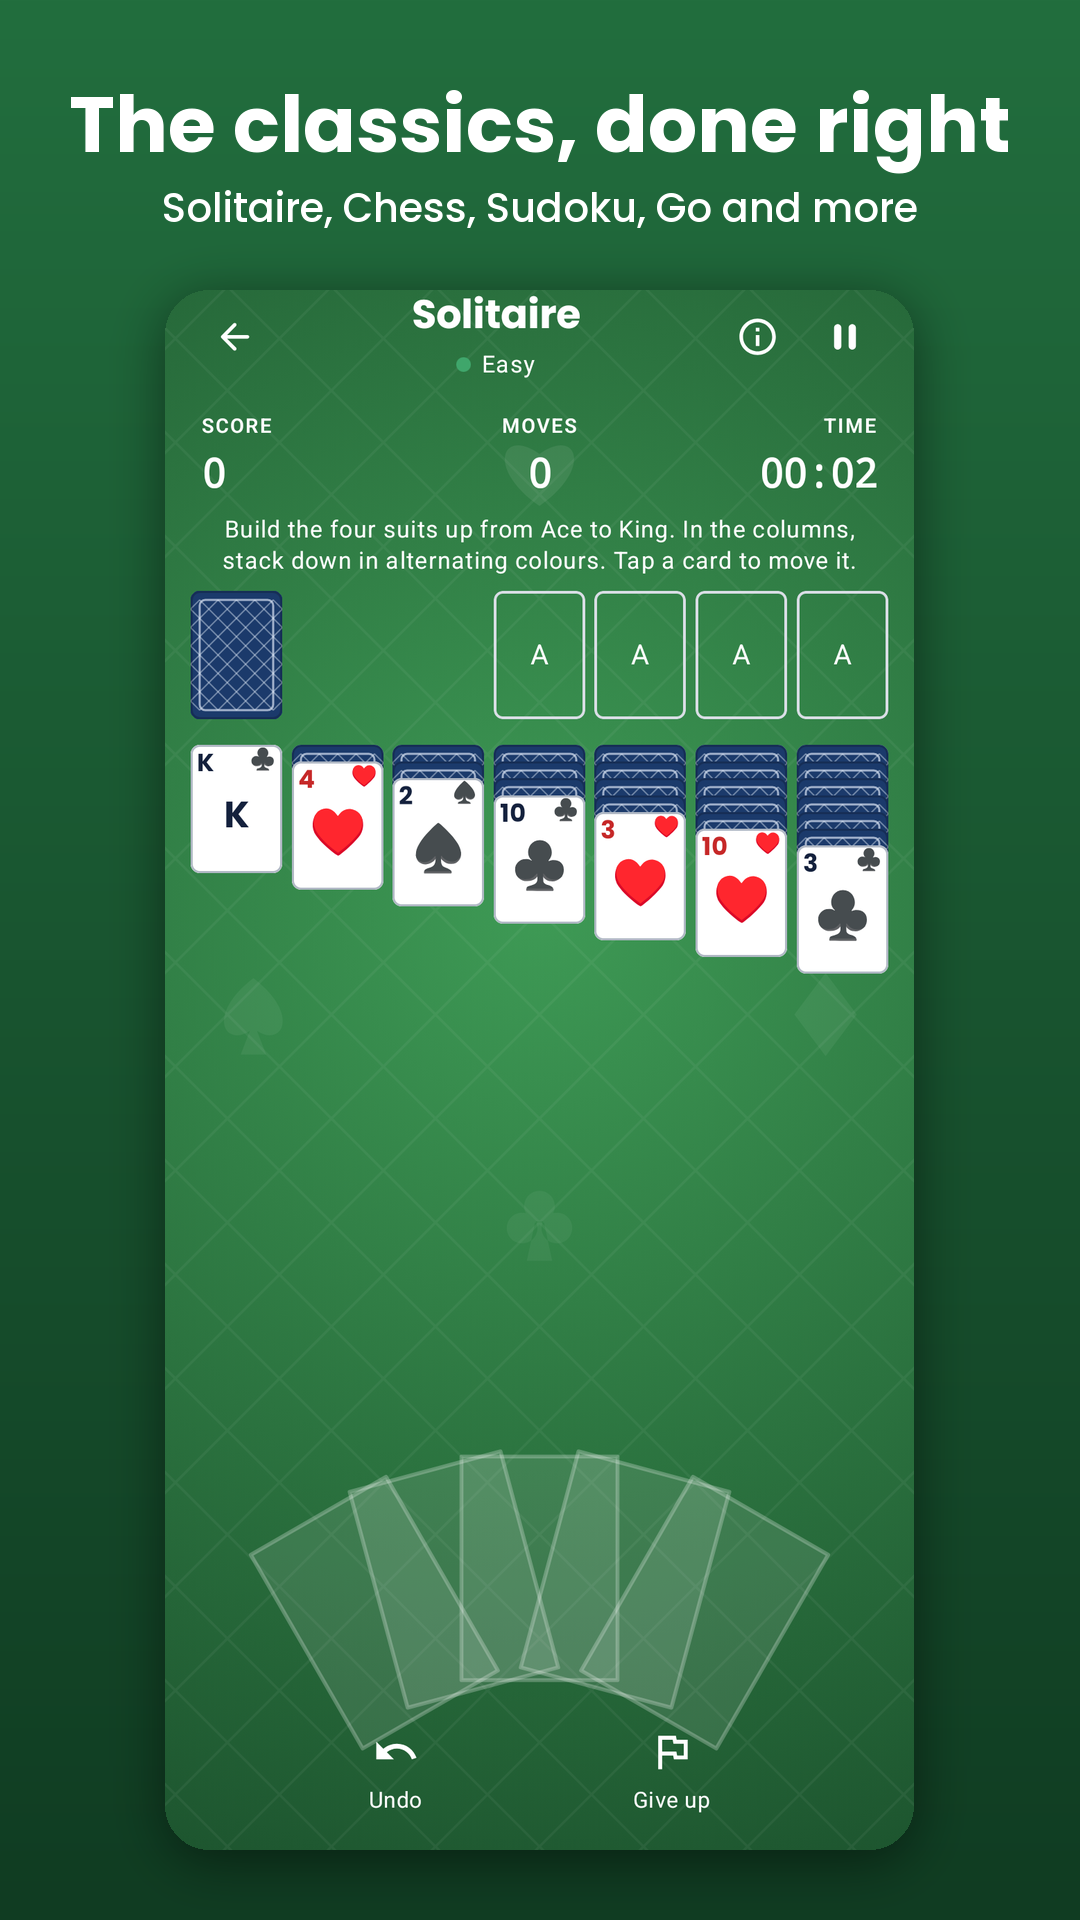 The classics, done right
Solitaire, Chess, Sudoku, Go and more
Solitaire
Easy
SCORE MOVES TIME
0 0 00:02
Build the four suits up from Ace to King. In the columns,
stack down in alternating colours. Tap a card to move it.
A A A A
K 4 2 10 3 10 3
K
Undo Give up